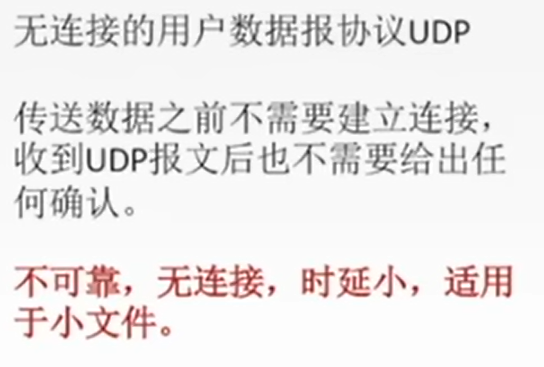 无连接的用户数据报协议UDP
传送数据之前不需要建立连接，
收到UDP报文后也不需要给出任
何确认。
不可靠，无连接，时延小，适用
于小文件。